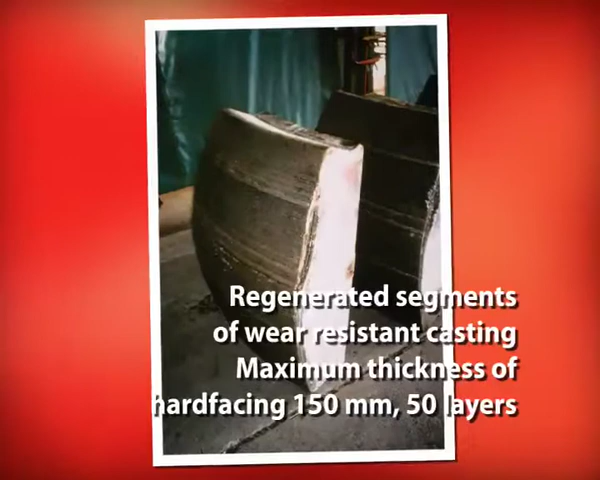 Regenerated segments
of wear resistant casting
Maximum thickness of
hardfacing 150 mm, 50 layers